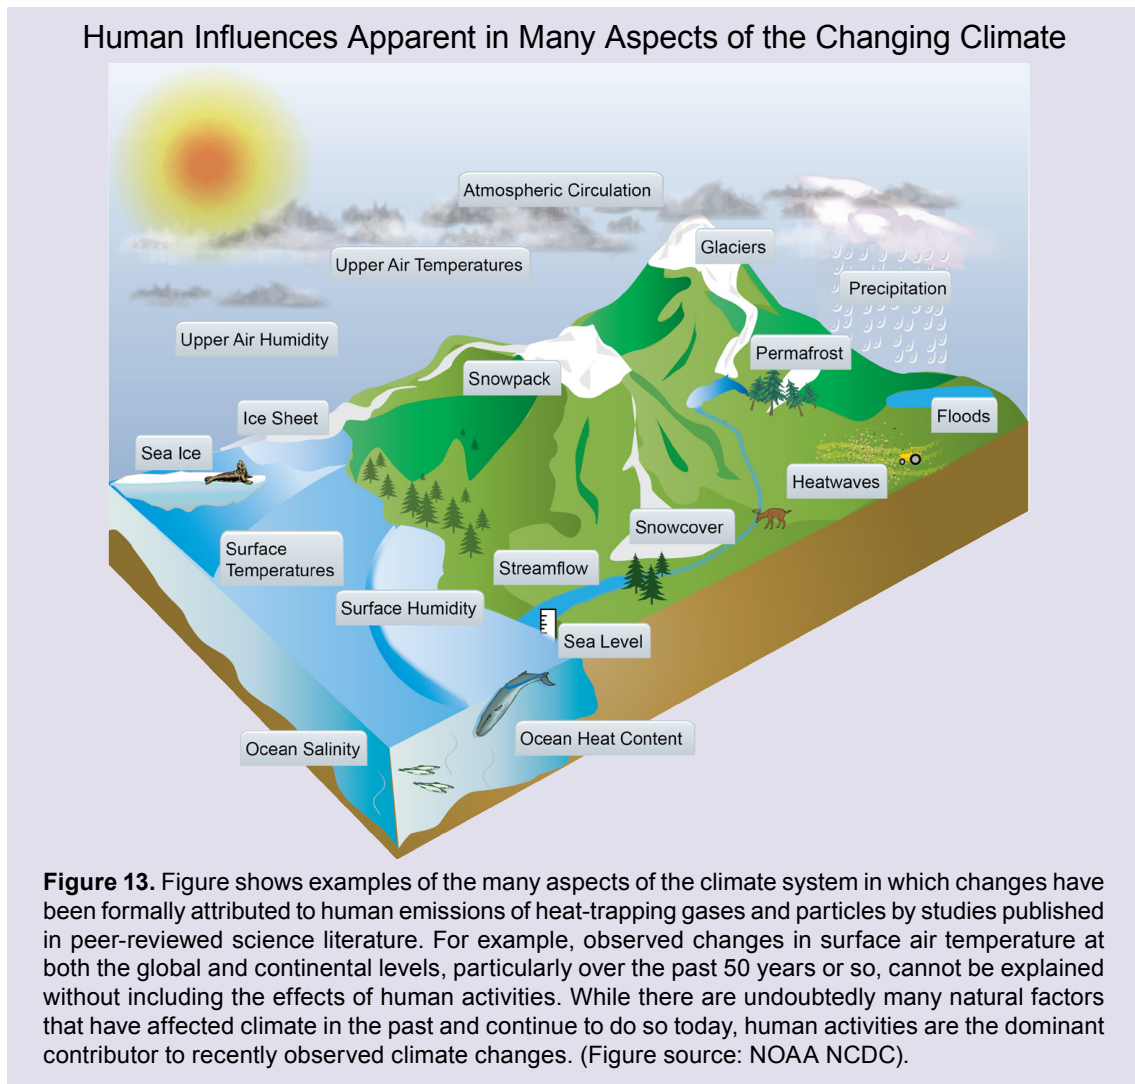 Human Influences Apparent in Many Aspects of the Changing Climate
Atmospheric Circulation
Glaciers
Upper Air Temperatures
Precipitation
Upper Air Humidity
Permafrost
Snowpack
Ice Sheet
Floods
Sea Ice
Heatwaves
Snowcover
Surface
Temperatures
Streamflow
Surface Humidity
Sea Level
Ocean Salinity
Ocean Heat Content
Figure 13. Figure shows examples of the many aspects of the climate system in which changes have
been formally attributed to human emissions of heat-trapping gases and particles by studies published
in peer-reviewed science literature. For example, observed changes in surface air temperature at
both the global and continental levels, particularly over the past 50 years or so, cannot be explained
without including the effects of human activities. While there are undoubtedly many natural factors
that have affected climate in the past and continue to do so today, human activities are the dominant
contributor to recently observed climate changes. (Figure source: NOAA NCDC).